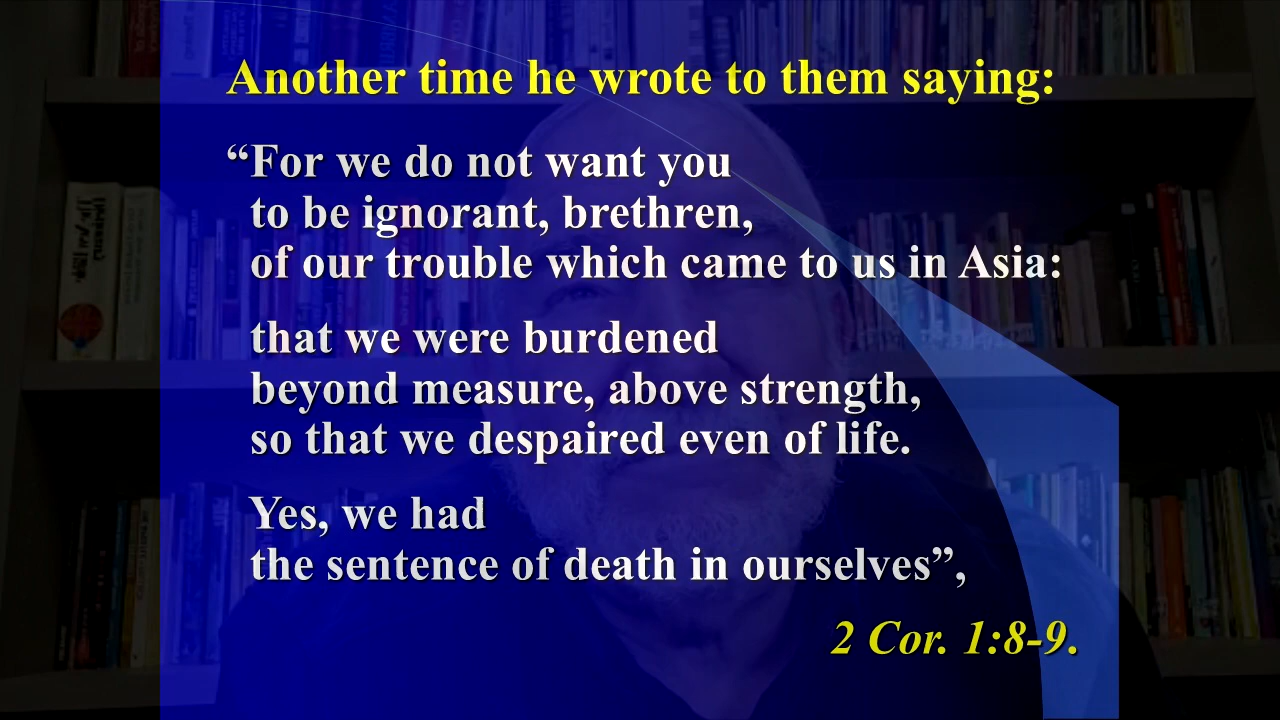 Another time he wrote to them saying:
“For we do not want you
to be ignorant, brethren,
of our trouble which came to us in Asia:
that we were burdened
beyond measure, above strength,
so that we despaired even of life.
Yes, we had
the sentence of death in ourselves”,
2 Cor. 1:8-9.